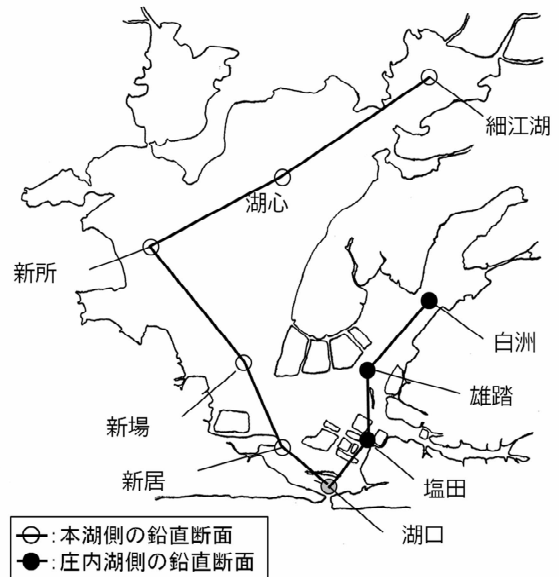 細江湖
湖心
新所
白洲
雄踏
新場
新居
塩田
湖口
:本湖側の鉛直断面
:庄内湖側の鉛直断面